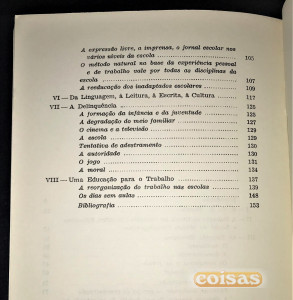 A expressão livre, a imprensa, o jornal escolar nos
vários níveis da escola 105
O método natural na base da experiência pessoal
e de trabalho vale por todas as disciplinas da
escola 107
A reeducação dos inadaptados escolares 109
VI — Da Linguagem, à Leitura, à Escrita, à Cultura 117
VII — A Delinquência 125
A formação da infância e da juventude 125
A degradação do meio familiar 127
O cinema e a televisão 129
A escola 129
Tentativa de adestramento 130
A autoridade 130
O jogo 131
A moral 134
VIII — Uma Educação para o Trabalho 137
A reorganização do trabalho nas escolas 139
Os dias sem aulas 148
Bibliografia 153
coisas